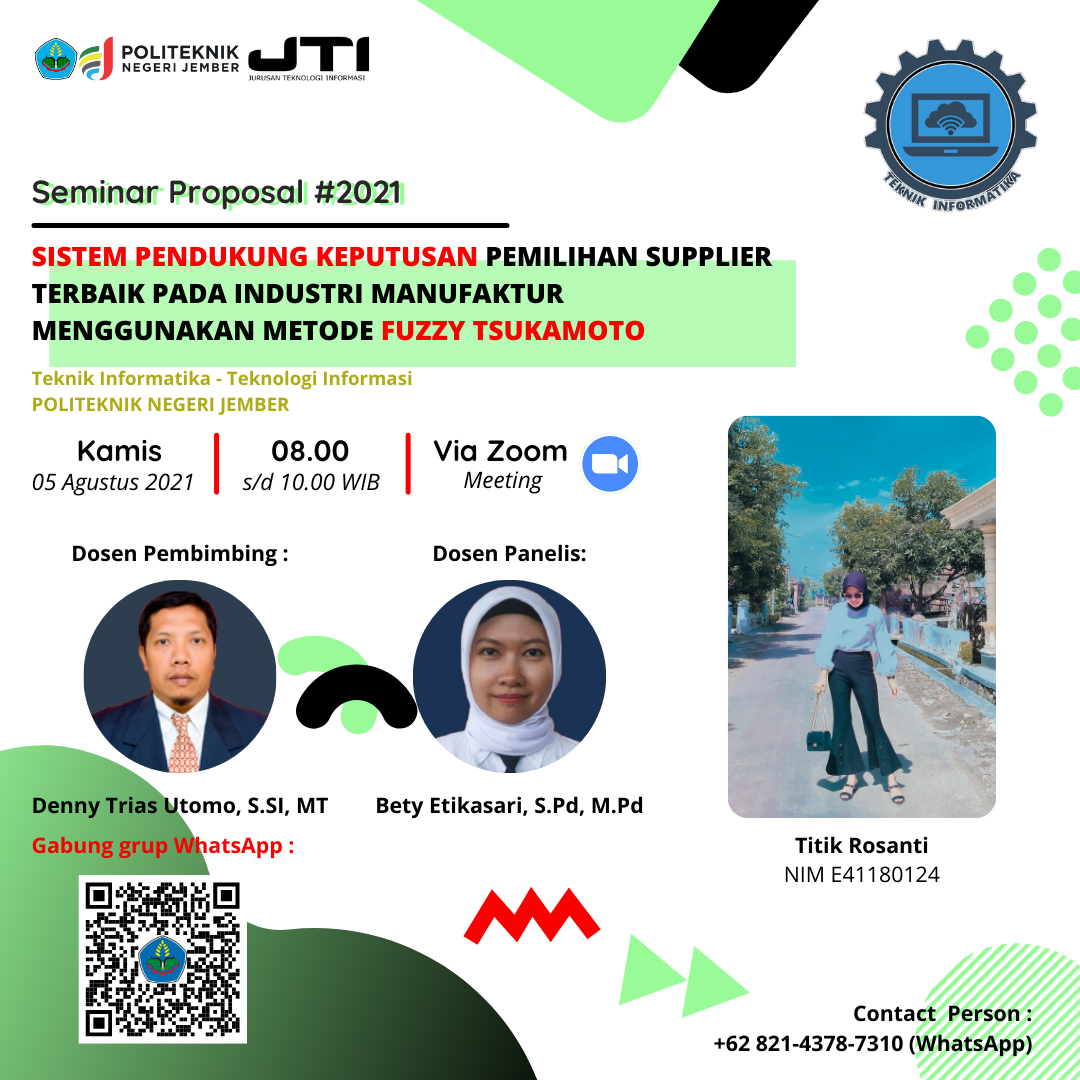 POLITEKNIK
NEGERI JEMBER
JTI
JURUSAN TEKNOLOGI INFORMASI
TEKNIK INFORMATIKA
Seminar Proposal #2021
SISTEM PENDUKUNG KEPUTUSAN PEMILIHAN SUPPLIER
TERBAIK PADA INDUSTRI MANUFAKTUR
MENGGUNAKAN METODE FUZZY TSUKAMOTO
Teknik Informatika - Teknologi Informasi
POLITEKNIK NEGERI JEMBER
Kamis
05 Agustus 2021
08.00
s/d 10.00 WIB
Via Zoom
Meeting
Dosen Pembimbing :
Dosen Panelis:
Denny Trias Utomo, S.SI, MT
Bety Etikasari, S.Pd, M.Pd
Gabung grup WhatsApp :
Titik Rosanti
NIM E41180124
Contact  Person :
+62 821-4378-7310 (WhatsApp)